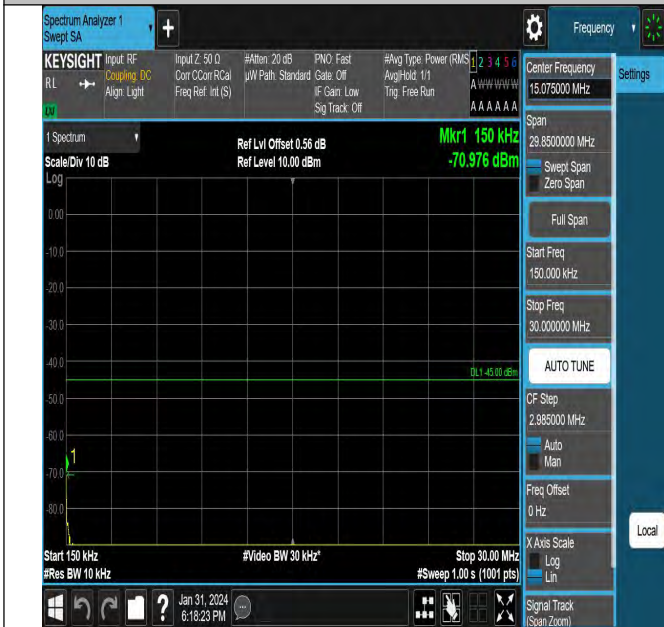 Spectrum Analyzer 1
Swept SA
Frequency
KEYSIGHT
RL
Input: RF
Coupling: DC
Align: Light
Input Z: 50 Ω
Corr CCorr RCal
Freq Ref: Int (S)
#Atten: 20 dB
µW Path: Standard
PNO: Fast
Gate: Off
IF Gain: Low
Sig Track: Off
#Avg Type: Power (RMS
Avg|Hold: 1/1
Trig: Free Run
1 2 3 4 5 6
A W W W W W
A A A A A A
1 Spectrum
Scale/Div 10 dB
Log
Ref Lvl Offset 0.56 dB
Ref Level 10.00 dBm
Mkr1 150 kHz
-70.976 dBm
0.00
-10.0
-20.0
-30.0
-40.0
DL1 -45.00 dBm
-50.0
-60.0
1
-70.0
-80.0
Start 150 kHz
#Res BW 10 kHz
#Video BW 30 kHz*
Stop 30.00 MHz
#Sweep 1.00 s (1001 pts)
Jan 31, 2024
6:18:23 PM
Settings
Center Frequency
15.075000 MHz
Span
29.8500000 MHz
Swept Span
Zero Span
Full Span
Start Freq
150.000 kHz
Stop Freq
30.000000 MHz
AUTO TUNE
CF Step
2.985000 MHz
Auto
Man
Freq Offset
0 Hz
X Axis Scale
Log
Lin
Local
Signal Track
(Span Zoom)